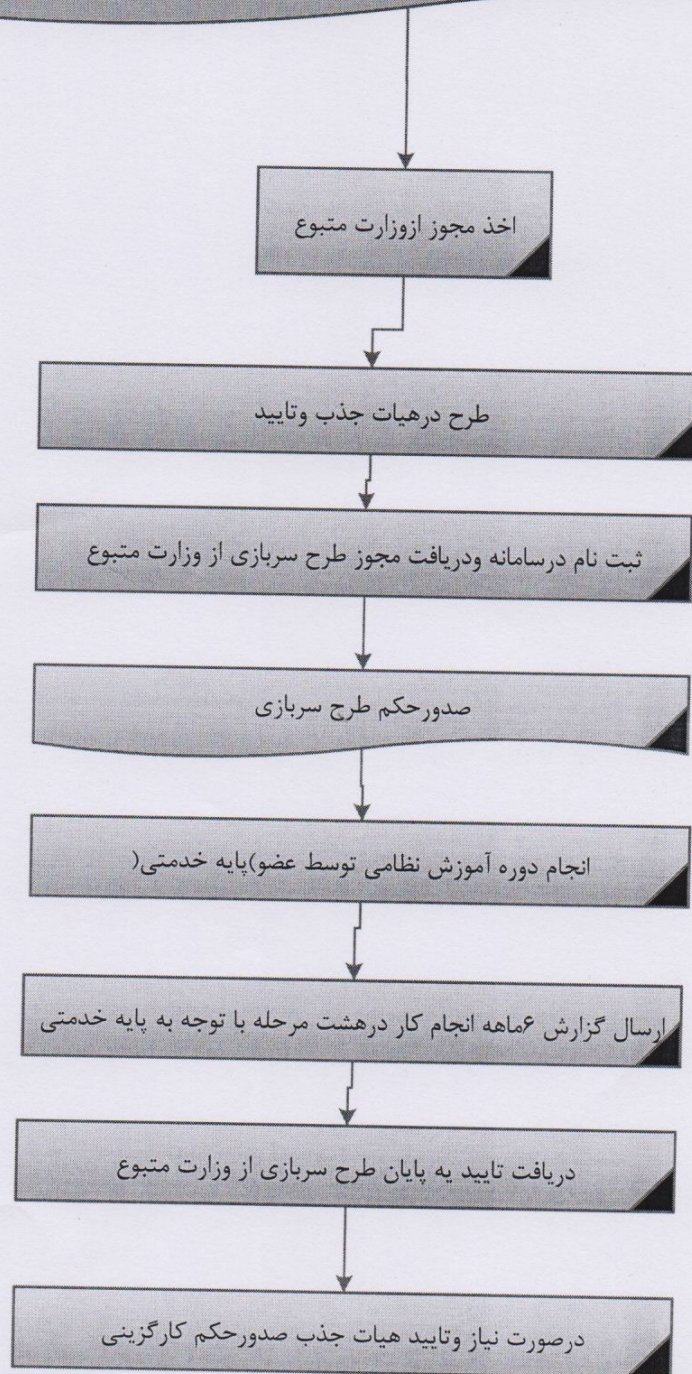 اخذ مجوز ازوزارت متبوع
طرح درهیات جذب وتایید
ثبت نام درسامانه ودریافت مجوز طرح سربازی از وزارت متبوع
صدورحکم طرح سربازی
انجام دوره آموزش نظامی توسط عضو)پایه خدمتی(
ارسال گزارش ۶ماهه انجام کار درهشت مرحله با توجه به پایه خدمتی
دریافت تایید یه پایان طرح سربازی از وزارت متبوع
درصورت نیاز وتایید هیات جذب صدورحکم کارگزینی